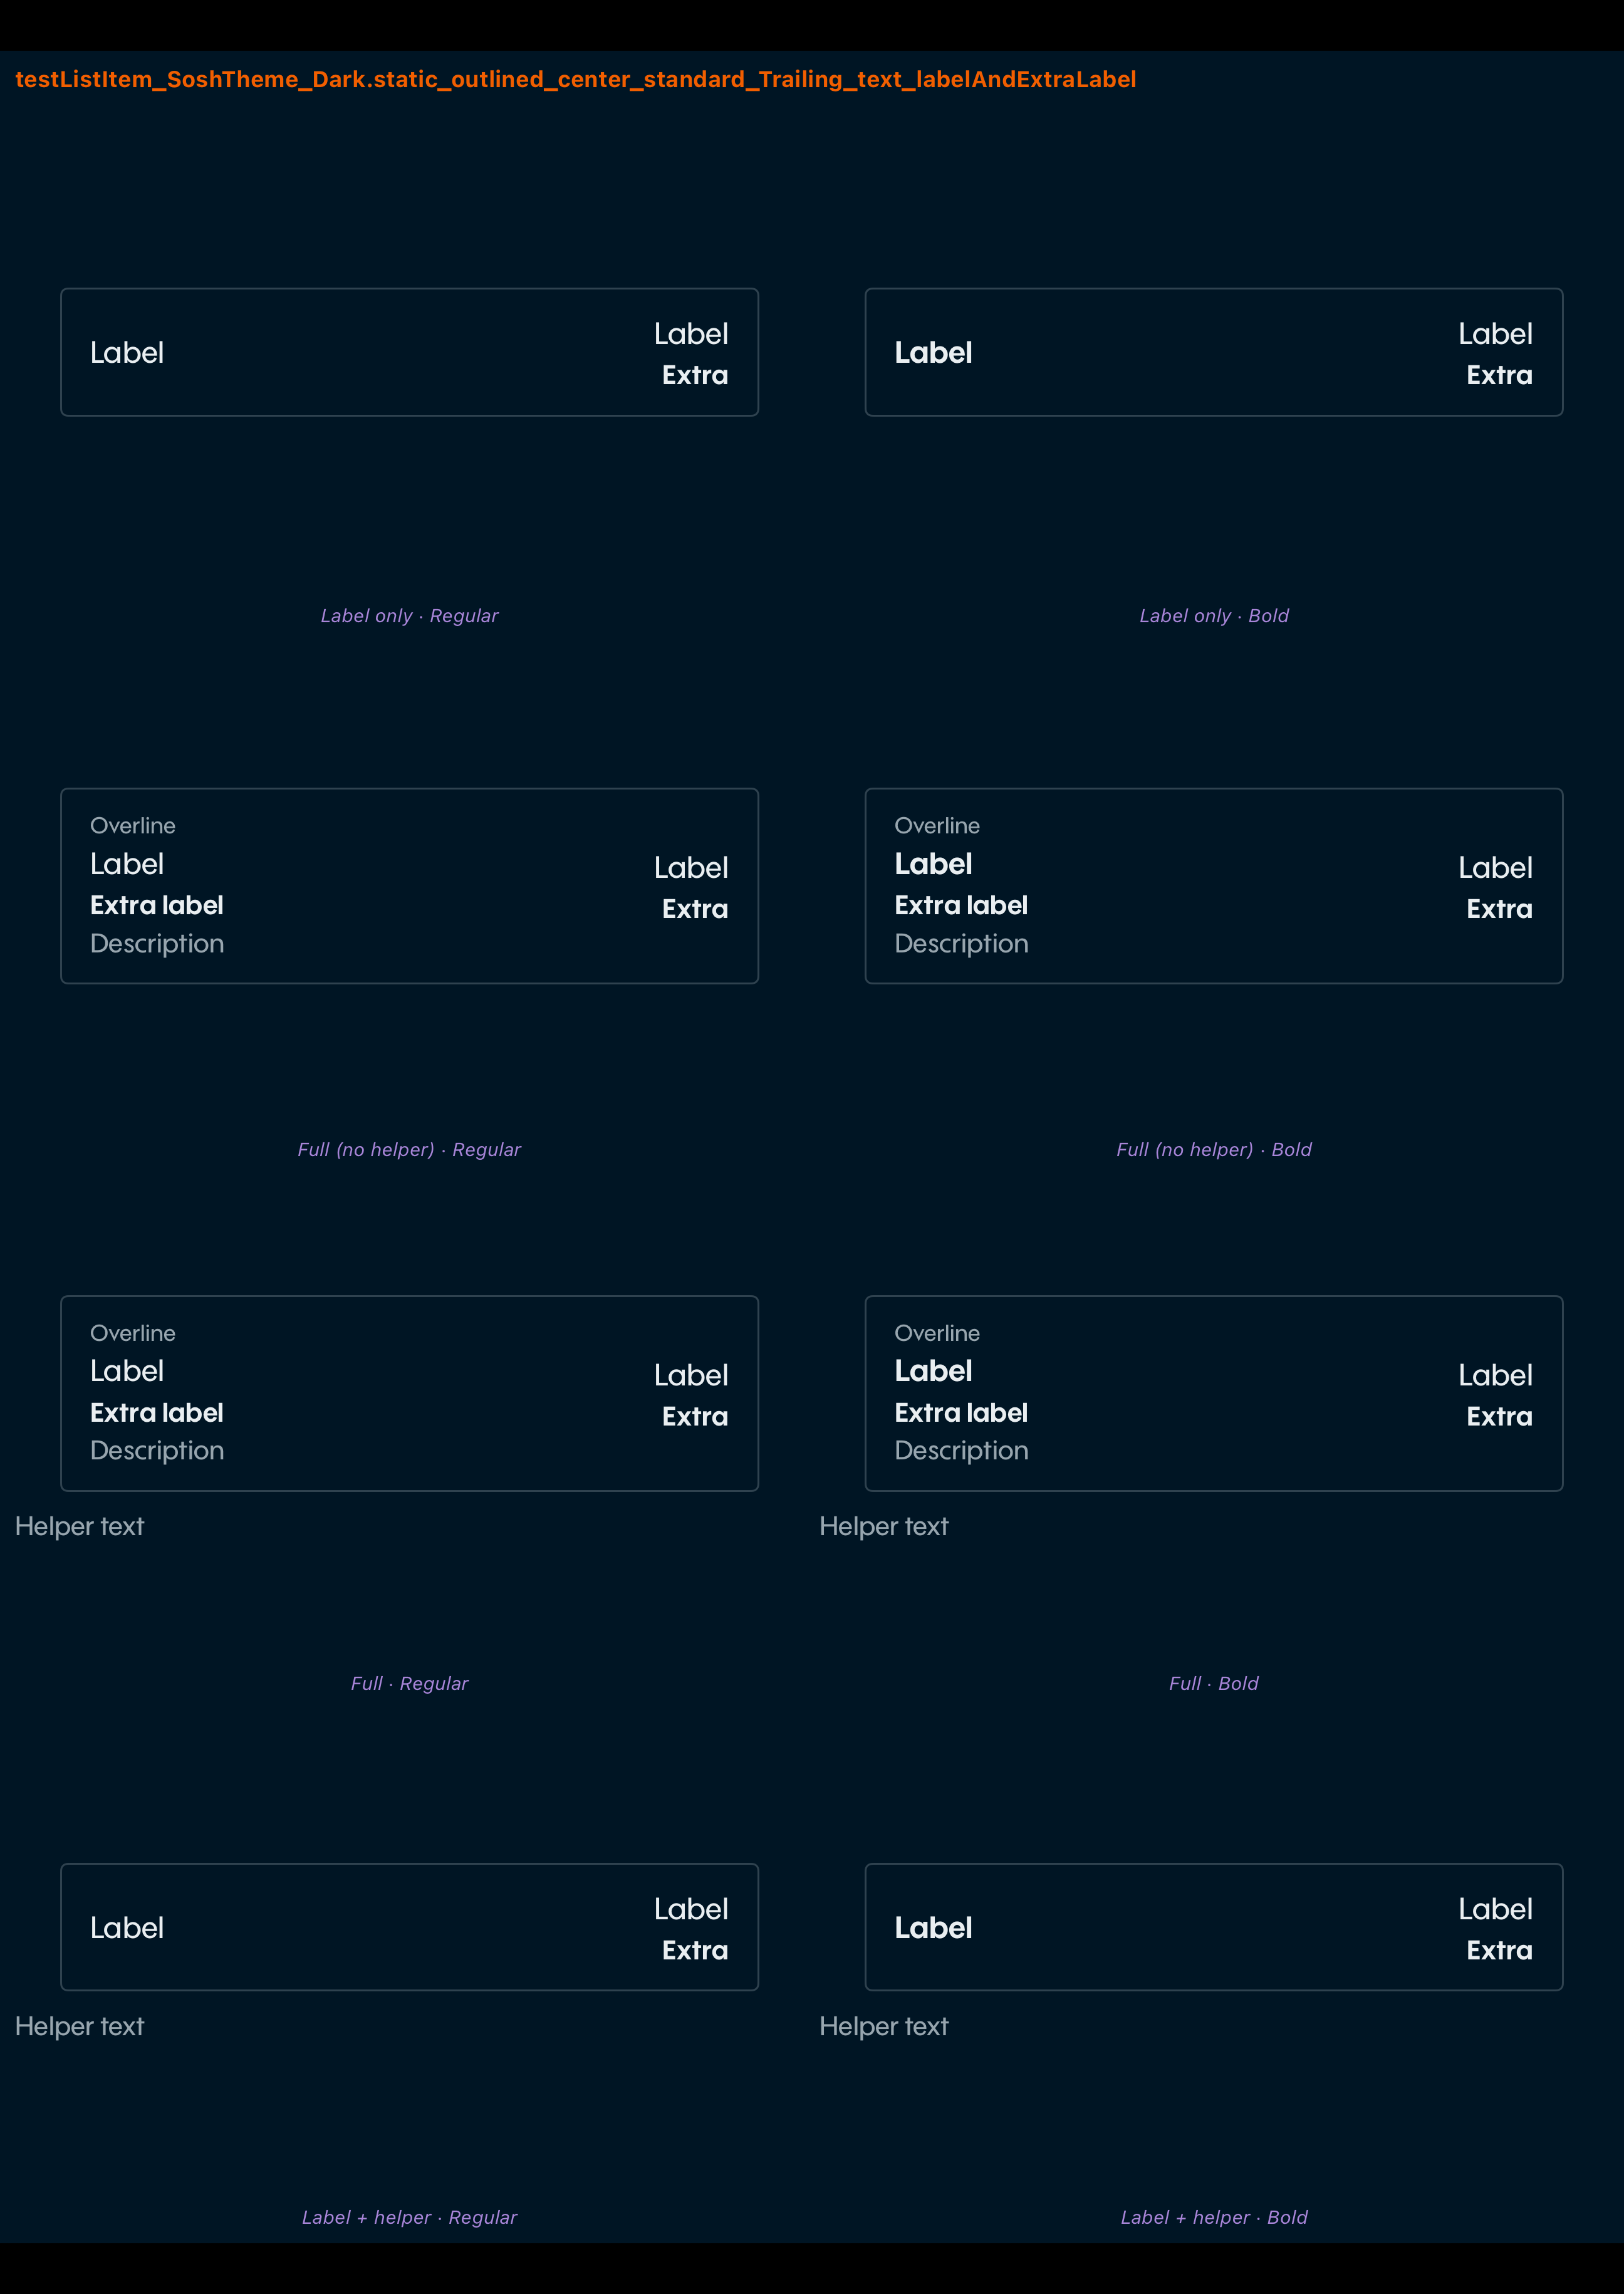 testListItem_SoshTheme_Dark.static_outlined_center_standard_Trailing_text_labelAndExtraLabel
Label
Label
Extra
Label
Label
Extra
Label only · Regular
Label only · Bold
Overline
Label
Extra label
Description
Label
Extra
Overline
Label
Extra label
Description
Label
Extra
Full (no helper) · Regular
Full (no helper) · Bold
Overline
Label
Extra label
Description
Label
Extra
Helper text
Overline
Label
Extra label
Description
Label
Extra
Helper text
Full · Regular
Full · Bold
Label
Label
Extra
Helper text
Label
Label
Extra
Helper text
Label + helper · Regular
Label + helper · Bold